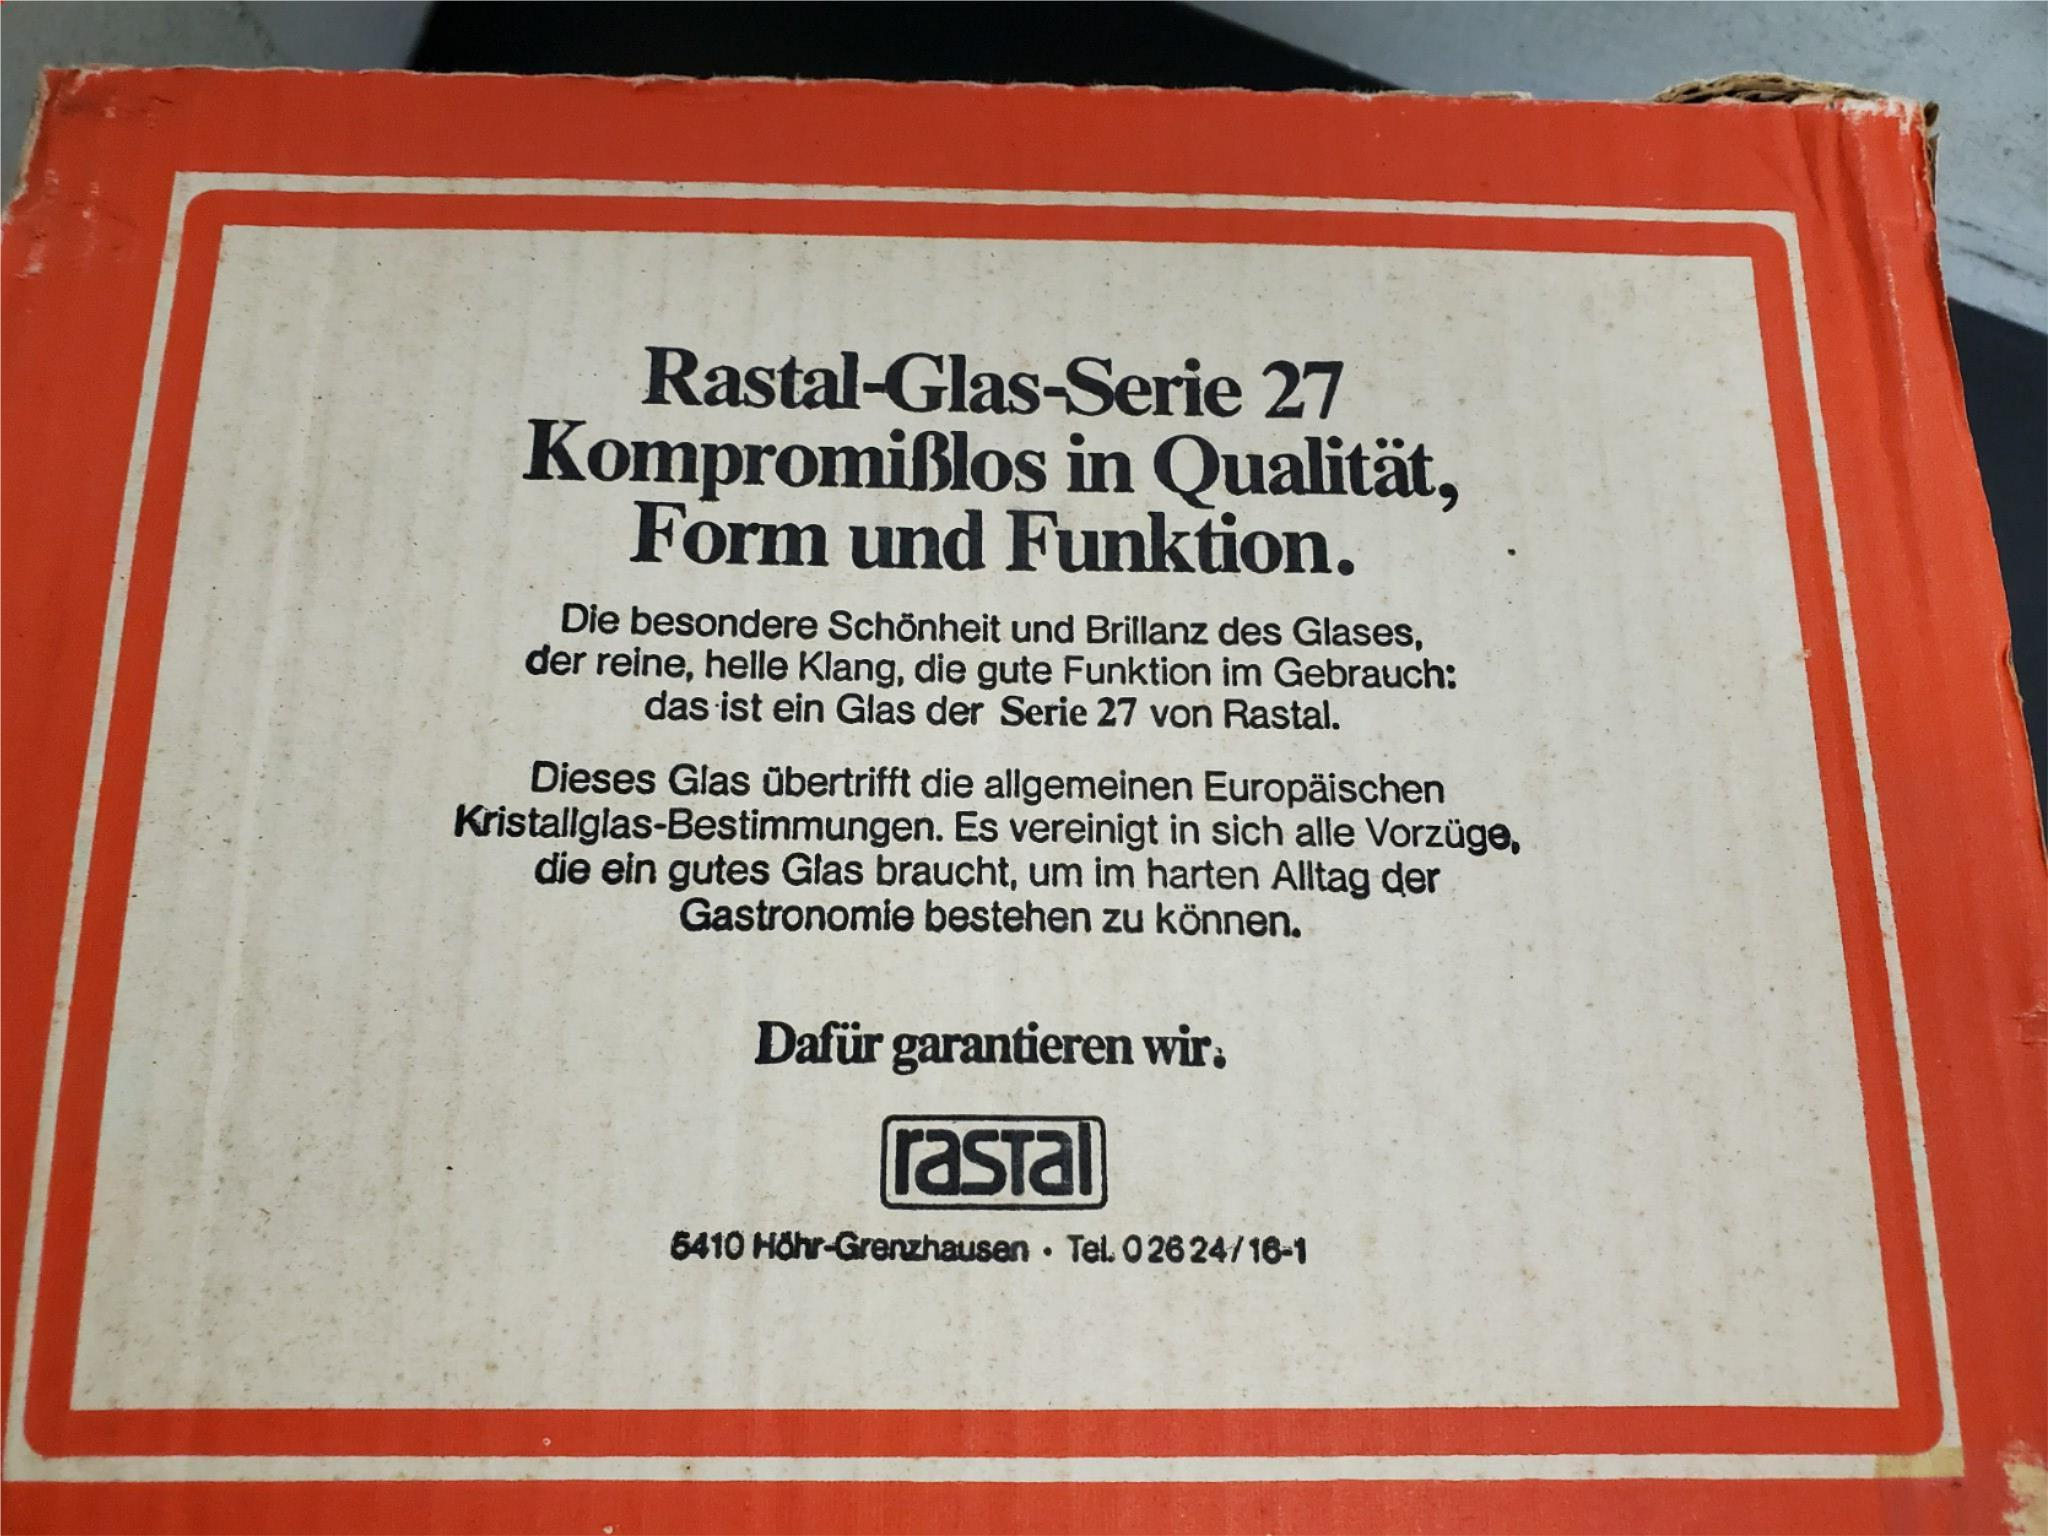 Rastal-Glas-Serie 27
Kompromißlos in Qualität,
Form und Funktion.
Die besondere Schönheit und Brillanz des Glases,
der reine, helle Klang, die gute Funktion im Gebrauch:
das ist ein Glas der Serie 27 von Rastal.
Dieses Glas übertrifft die allgemeinen Europäischen
Kristallglas-Bestimmungen. Es vereinigt in sich alle Vorzüge,
die ein gutes Glas braucht, um im harten Alltag der
Gastronomie bestehen zu können.
Dafür garantieren wir.
rastal
5410 Höhr-Grenzhausen · Tel. 0 26 24 / 16-1